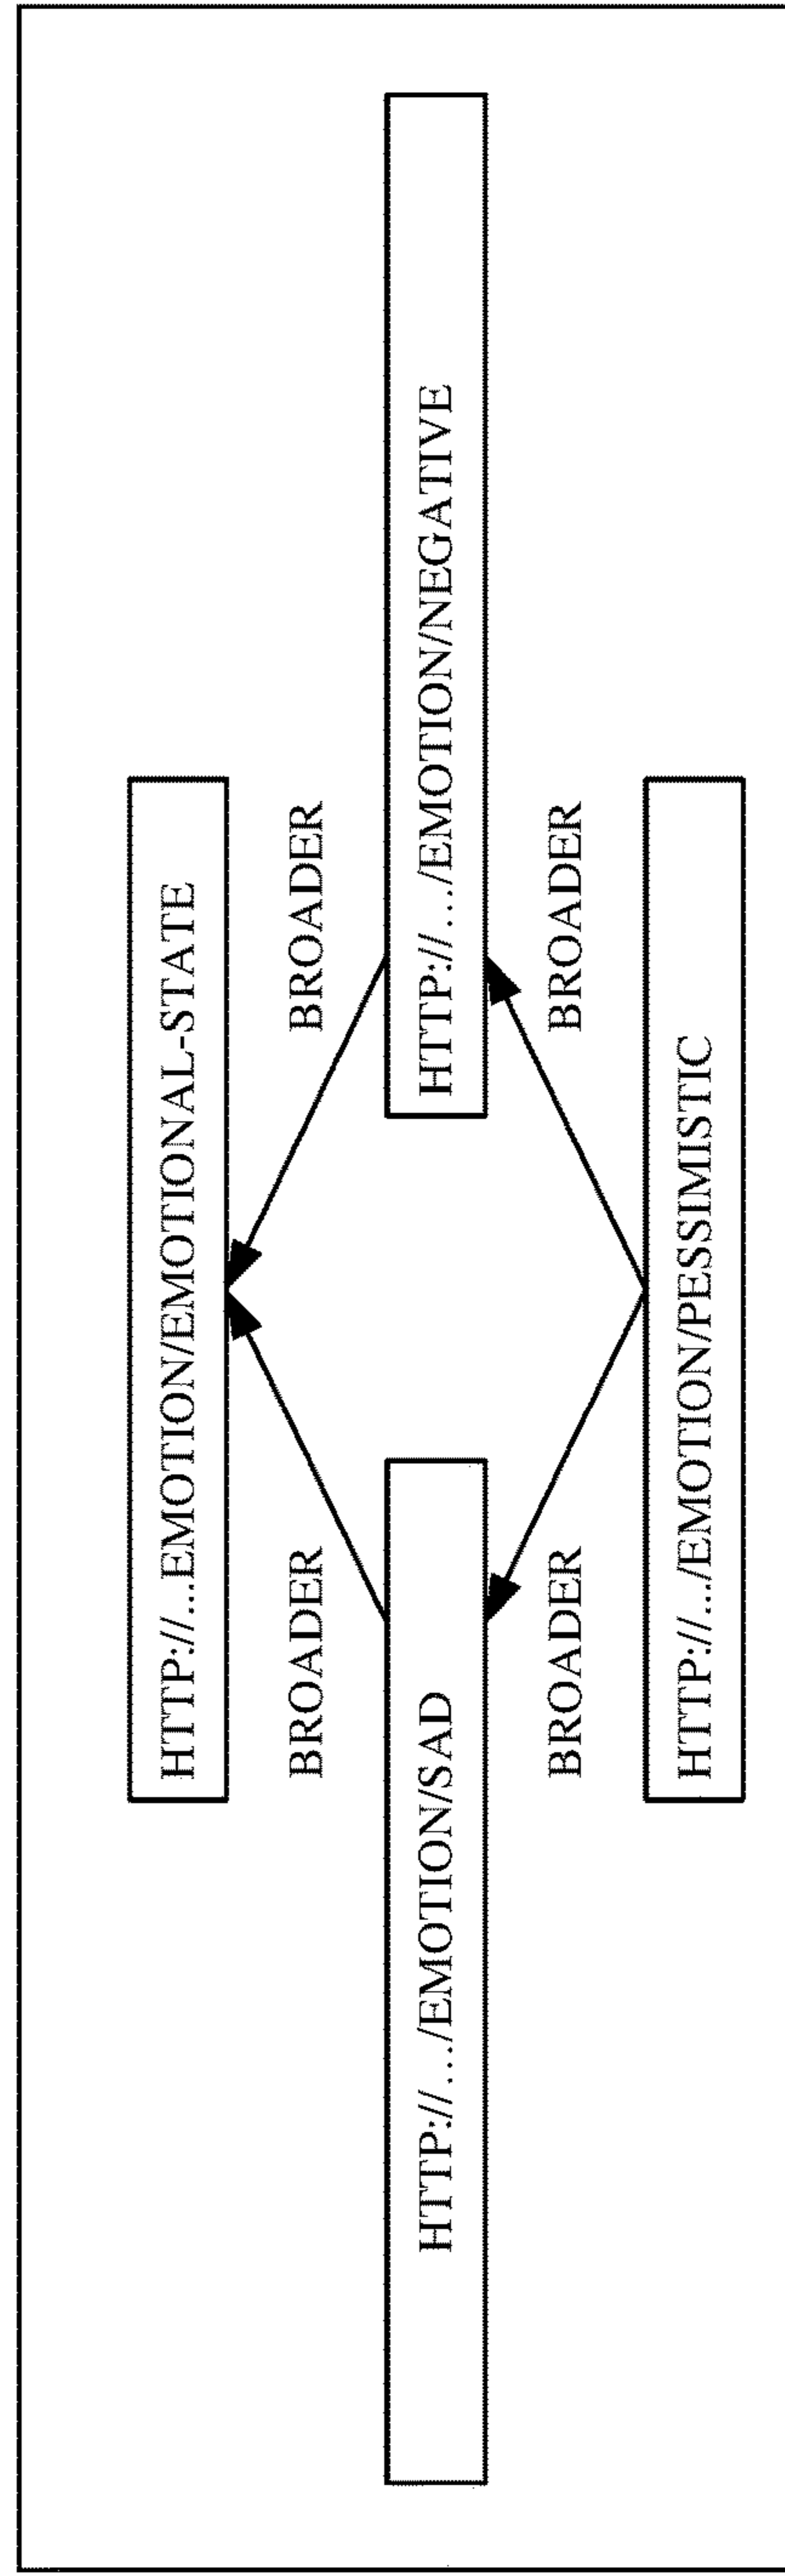 HTTP://...EMOTION/EMOTIONAL-STATE
BROADER
BROADER
HTTP://…./EMOTION/SAD
HTTP://…./EMOTION/NEGATIVE
BROADER
BROADER
HTTP://…/EMOTION/PESSIMISTIC